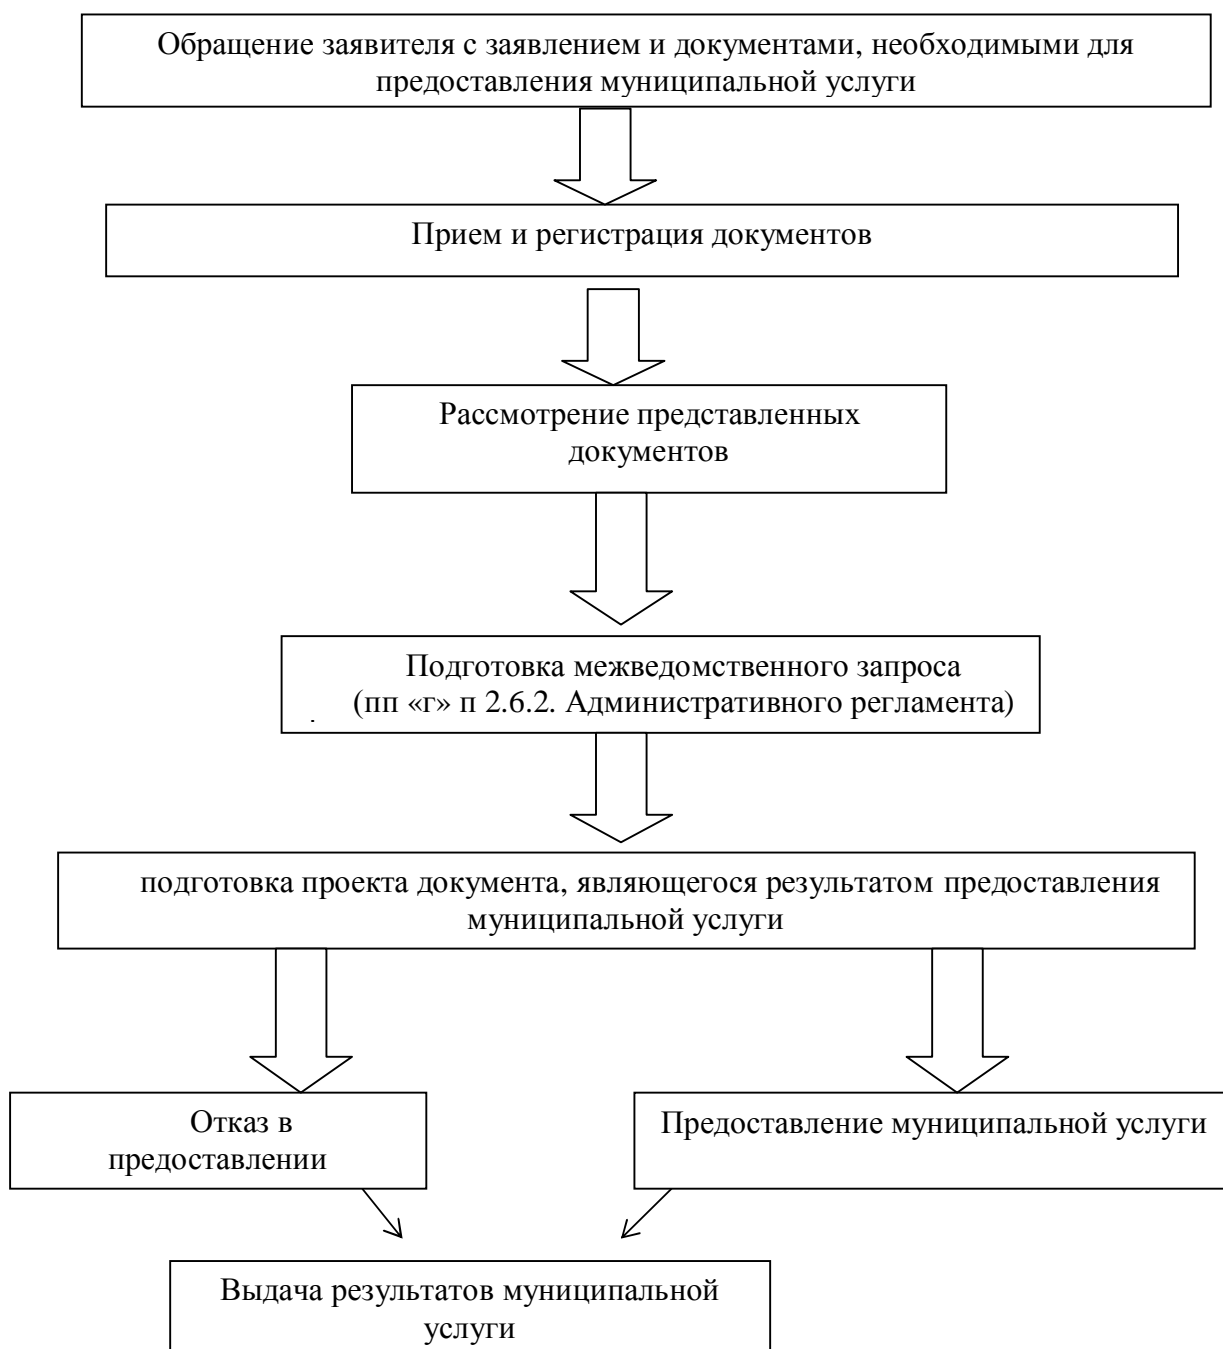 Обращение заявителя с заявлением и документами, необходимыми для
предоставления муниципальной услуги
Прием и регистрация документов
Рассмотрение представленных
документов
Подготовка межведомственного запроса
(пп «г» п 2.6.2. Административного регламента)
.
подготовка проекта документа, являющегося результатом предоставления
муниципальной услуги
Отказ в
предоставлении
Предоставление муниципальной услуги
Выдача результатов муниципальной
услуги